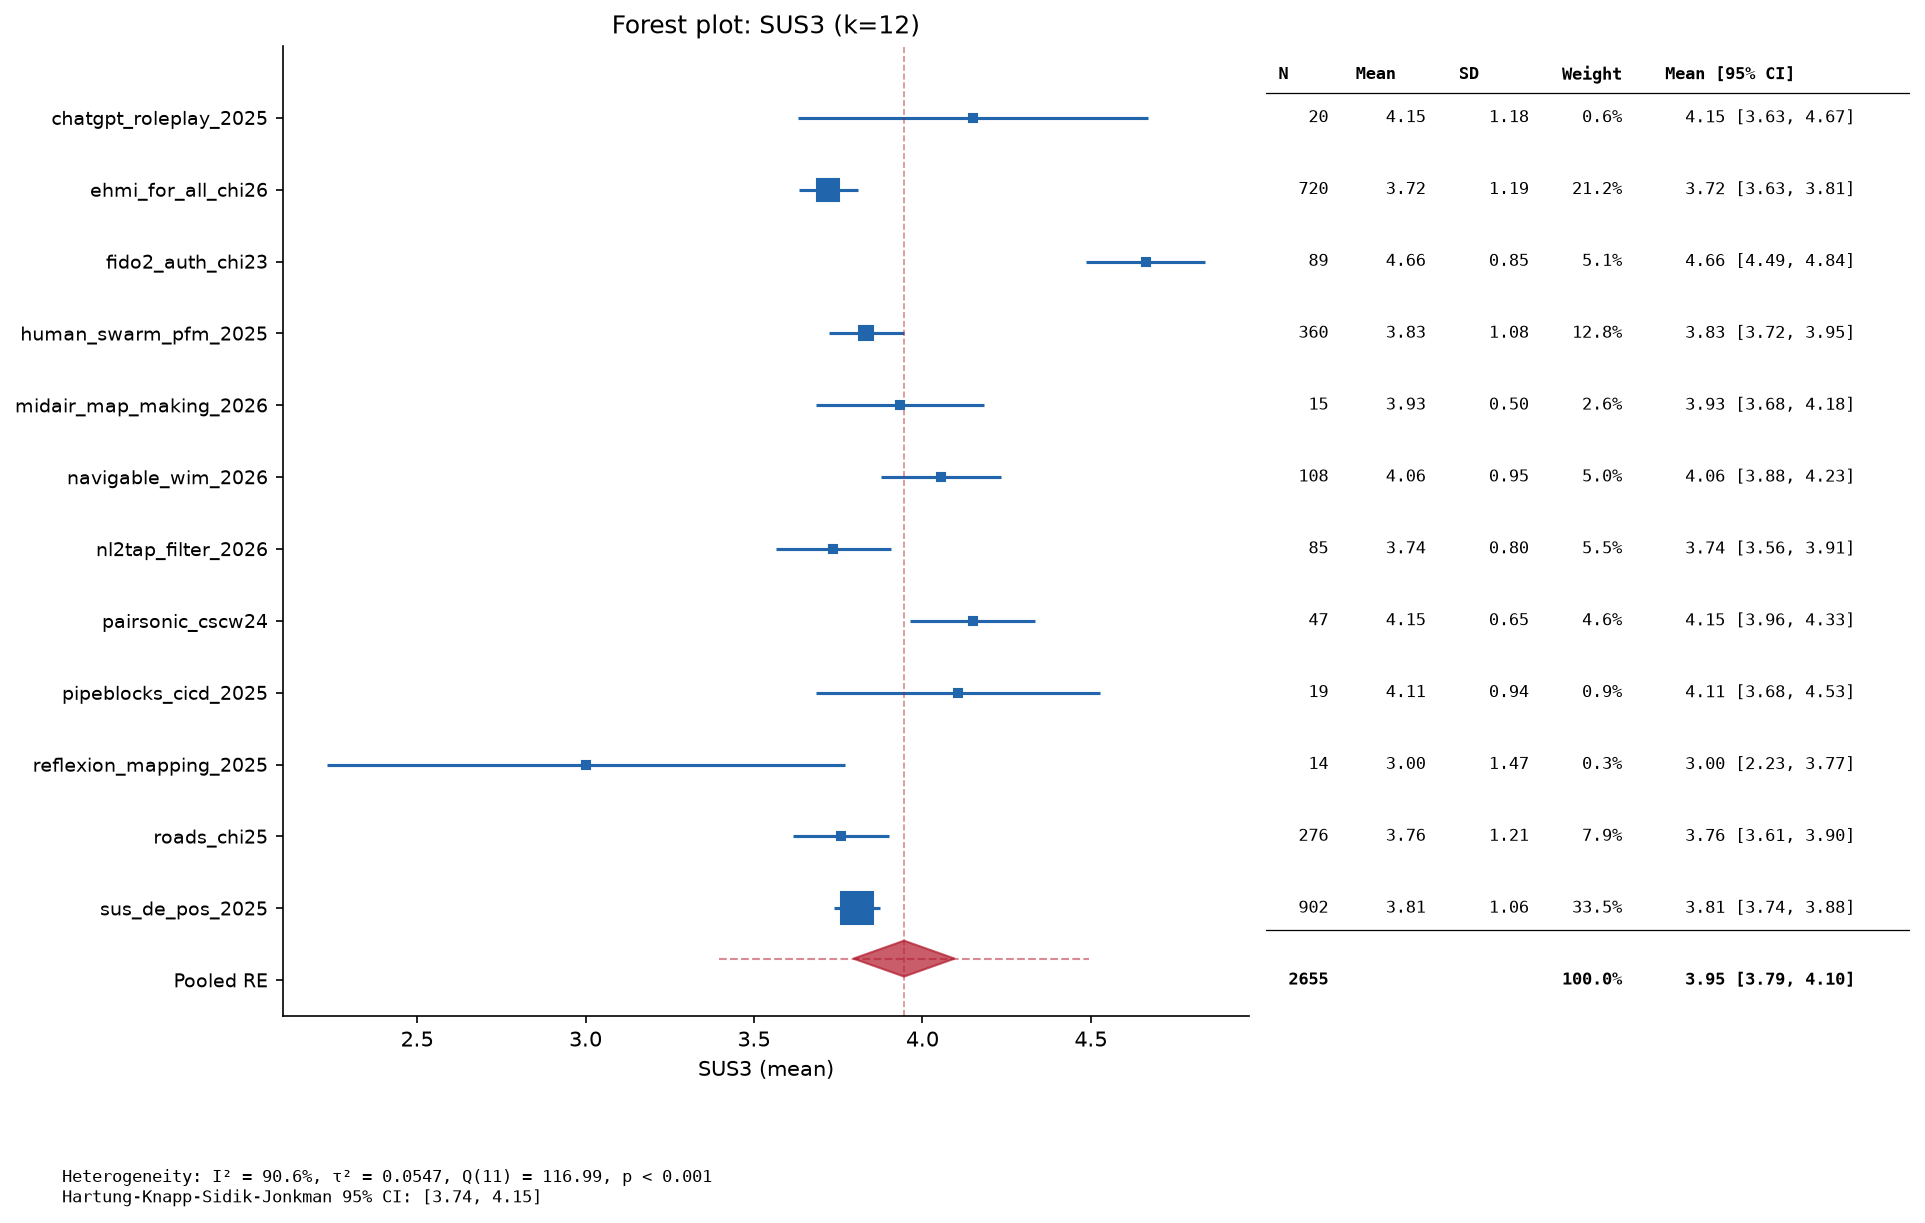 Forest plot: SUS3 (k=12)
N Mean SD Weight Mean [95% CI]
chatgpt_roleplay_2025 20 4.15 1.18 0.6% 4.15 [3.63, 4.67]
ehmi_for_all_chi26 720 3.72 1.19 21.2% 3.72 [3.63, 3.81]
fido2_auth_chi23 89 4.66 0.85 5.1% 4.66 [4.49, 4.84]
human_swarm_pfm_2025 360 3.83 1.08 12.8% 3.83 [3.72, 3.95]
midair_map_making_2026 15 3.93 0.50 2.6% 3.93 [3.68, 4.18]
navigable_wim_2026 108 4.06 0.95 5.0% 4.06 [3.88, 4.23]
nl2tap_filter_2026 85 3.74 0.80 5.5% 3.74 [3.56, 3.91]
pairsonic_cscw24 47 4.15 0.65 4.6% 4.15 [3.96, 4.33]
pipeblocks_cicd_2025 19 4.11 0.94 0.9% 4.11 [3.68, 4.53]
reflexion_mapping_2025 14 3.00 1.47 0.3% 3.00 [2.23, 3.77]
roads_chi25 276 3.76 1.21 7.9% 3.76 [3.61, 3.90]
sus_de_pos_2025 902 3.81 1.06 33.5% 3.81 [3.74, 3.88]
Pooled RE 2655 100.0% 3.95 [3.79, 4.10]
2.5 3.0 3.5 4.0 4.5
SUS3 (mean)
Heterogeneity: I² = 90.6%, τ² = 0.0547, Q(11) = 116.99, p < 0.001
Hartung-Knapp-Sidik-Jonkman 95% CI: [3.74, 4.15]